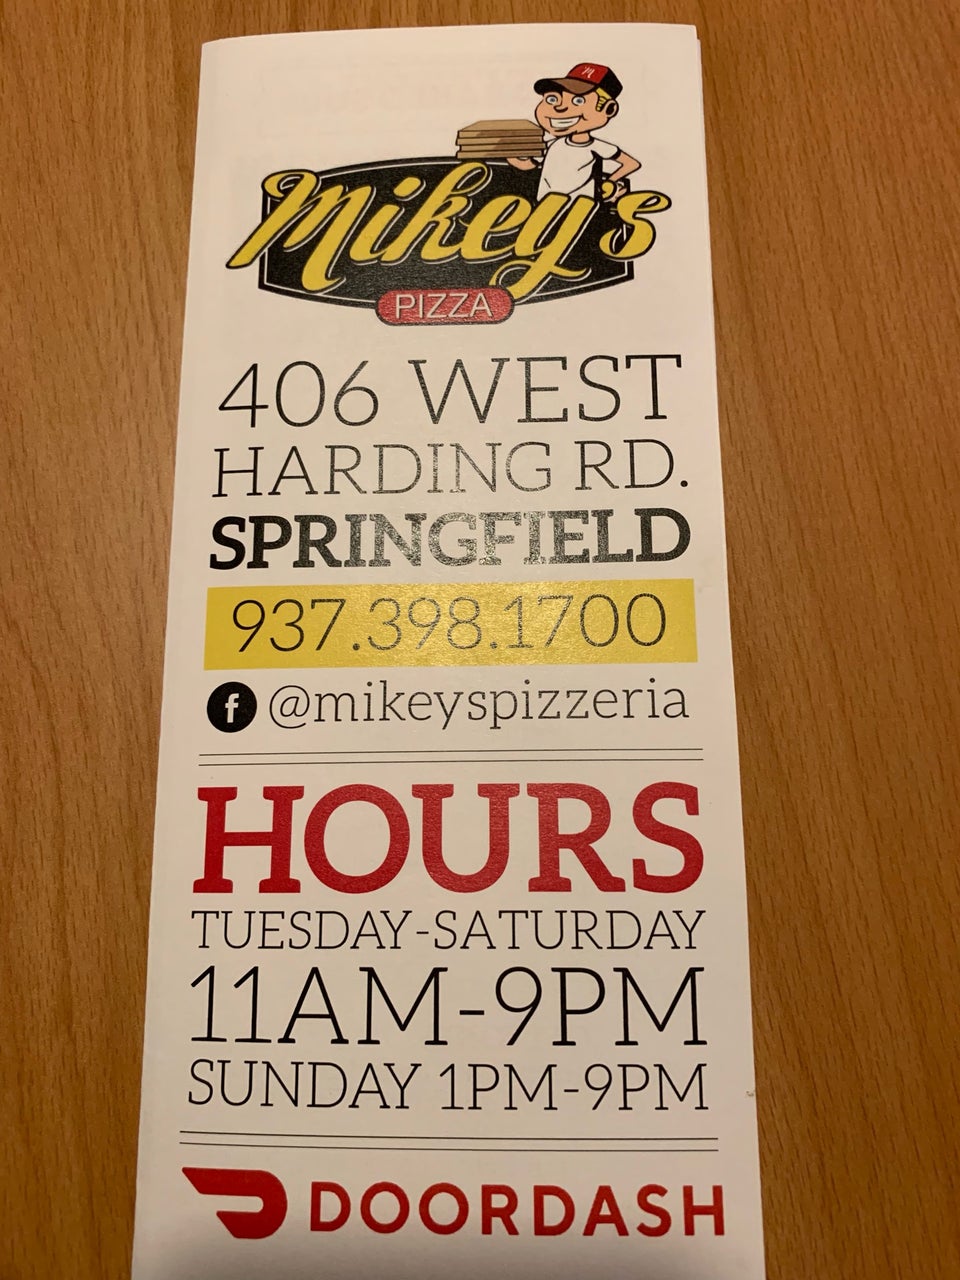 Mikey's
PIZZA
406 WEST
HARDING RD.
SPRINGFIELD
937.398.1700
@mikeyspizzeria
HOURS
TUESDAY-SATURDAY
11AM-9PM
SUNDAY 1PM-9PM
DOORDASH